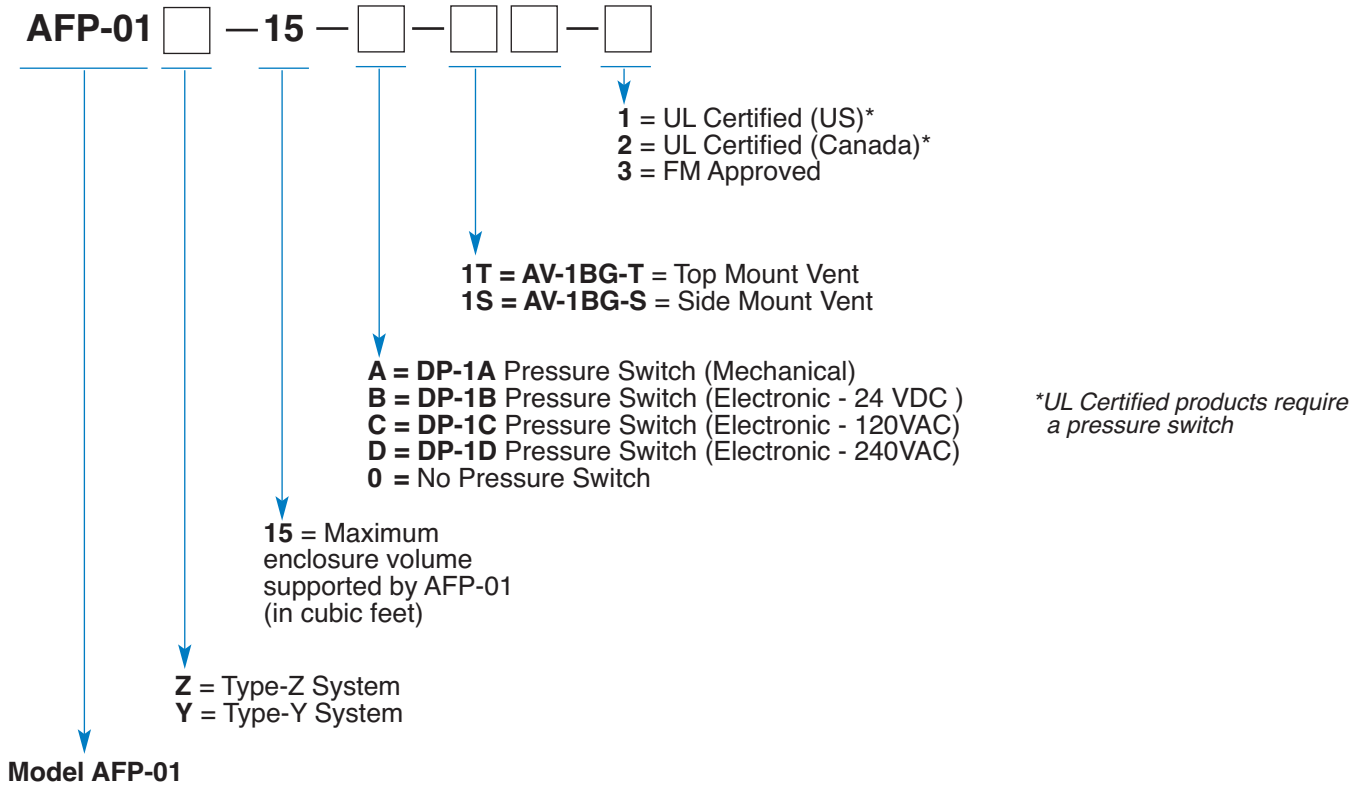 AFP-01 — 15 — — —
1 = UL Certified (US)*
2 = UL Certified (Canada)*
3 = FM Approved
1T = AV-1BG-T = Top Mount Vent
1S = AV-1BG-S = Side Mount Vent
A = DP-1A Pressure Switch (Mechanical)
B = DP-1B Pressure Switch (Electronic - 24 VDC )
C = DP-1C Pressure Switch (Electronic - 120VAC)
D = DP-1D Pressure Switch (Electronic - 240VAC)
0 = No Pressure Switch
*UL Certified products require
a pressure switch
15 = Maximum
enclosure volume
supported by AFP-01
(in cubic feet)
Z = Type-Z System
Y = Type-Y System
Model AFP-01